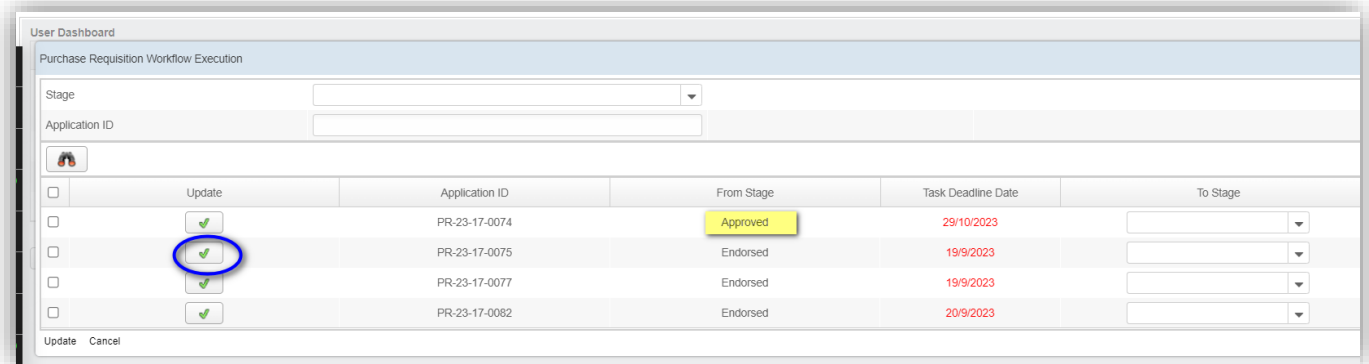 User Dashboard
Purchase Requisition Workflow Execution
Stage
Application ID
Update Application ID From Stage Task Deadline Date To Stage
PR-23-17-0074 Approved 29/10/2023
PR-23-17-0075 Endorsed 19/9/2023
PR-23-17-0077 Endorsed 19/9/2023
PR-23-17-0082 Endorsed 20/9/2023
Update Cancel